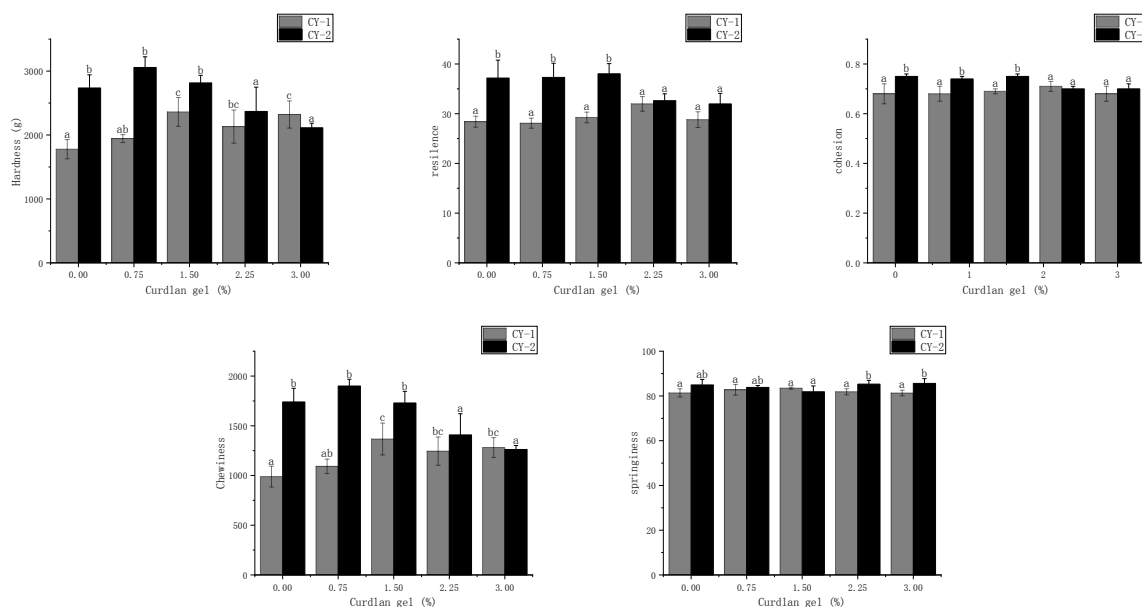 CY-1
CY-2
Hardness (g)
3000
2000
1000
0
a
b
ab
b
c
b
bc
a
c
a
0.00 0.75 1.50 2.25 3.00
Curdlan gel (%)
CY-1
CY-2
resilence
40
30
20
10
0
a
b
a
b
a
b
a
a
a
a
0.00 0.75 1.50 2.25 3.00
Curdlan gel (%)
CY-
CY-
cohesion
0.8
0.6
0.4
0.2
0.0
a
b
a
b
a
b
a
a
a
a
0 1 2 3
Curdlan gel (%)
CY-1
CY-2
Chewiness
2000
1500
1000
500
0
a
b
ab
b
c
b
bc
a
bc
a
0.00 0.75 1.50 2.25 3.00
Curdlan gel (%)
CY-1
CY-2
springiness
100
80
60
40
20
0
a
ab
a
ab
a
a
a
b
a
b
0.00 0.75 1.50 2.25 3.00
Curdlan gel (%)